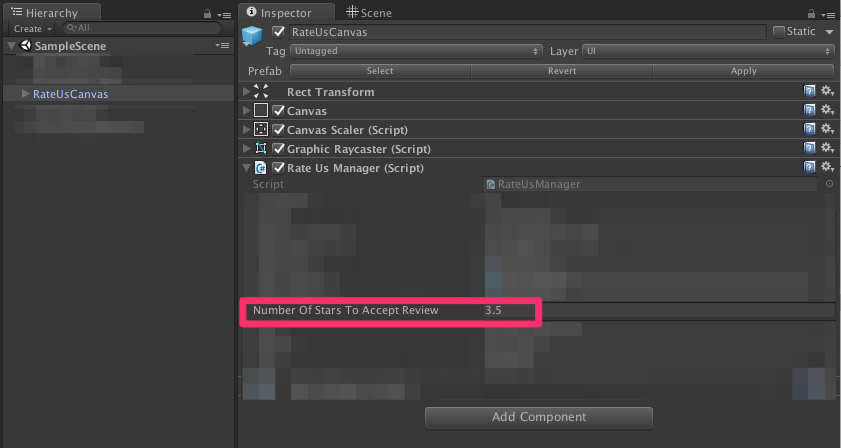 Hierarchy
Create
All
SampleScene
RateUsCanvas
Inspector
Scene
RateUsCanvas
Static
Tag
Untagged
Layer
UI
Prefab
Select
Revert
Apply
Rect Transform
Canvas
Canvas Scaler (Script)
Graphic Raycaster (Script)
Rate Us Manager (Script)
Script
RateUsManager
Number Of Stars To Accept Review
3.5
Add Component